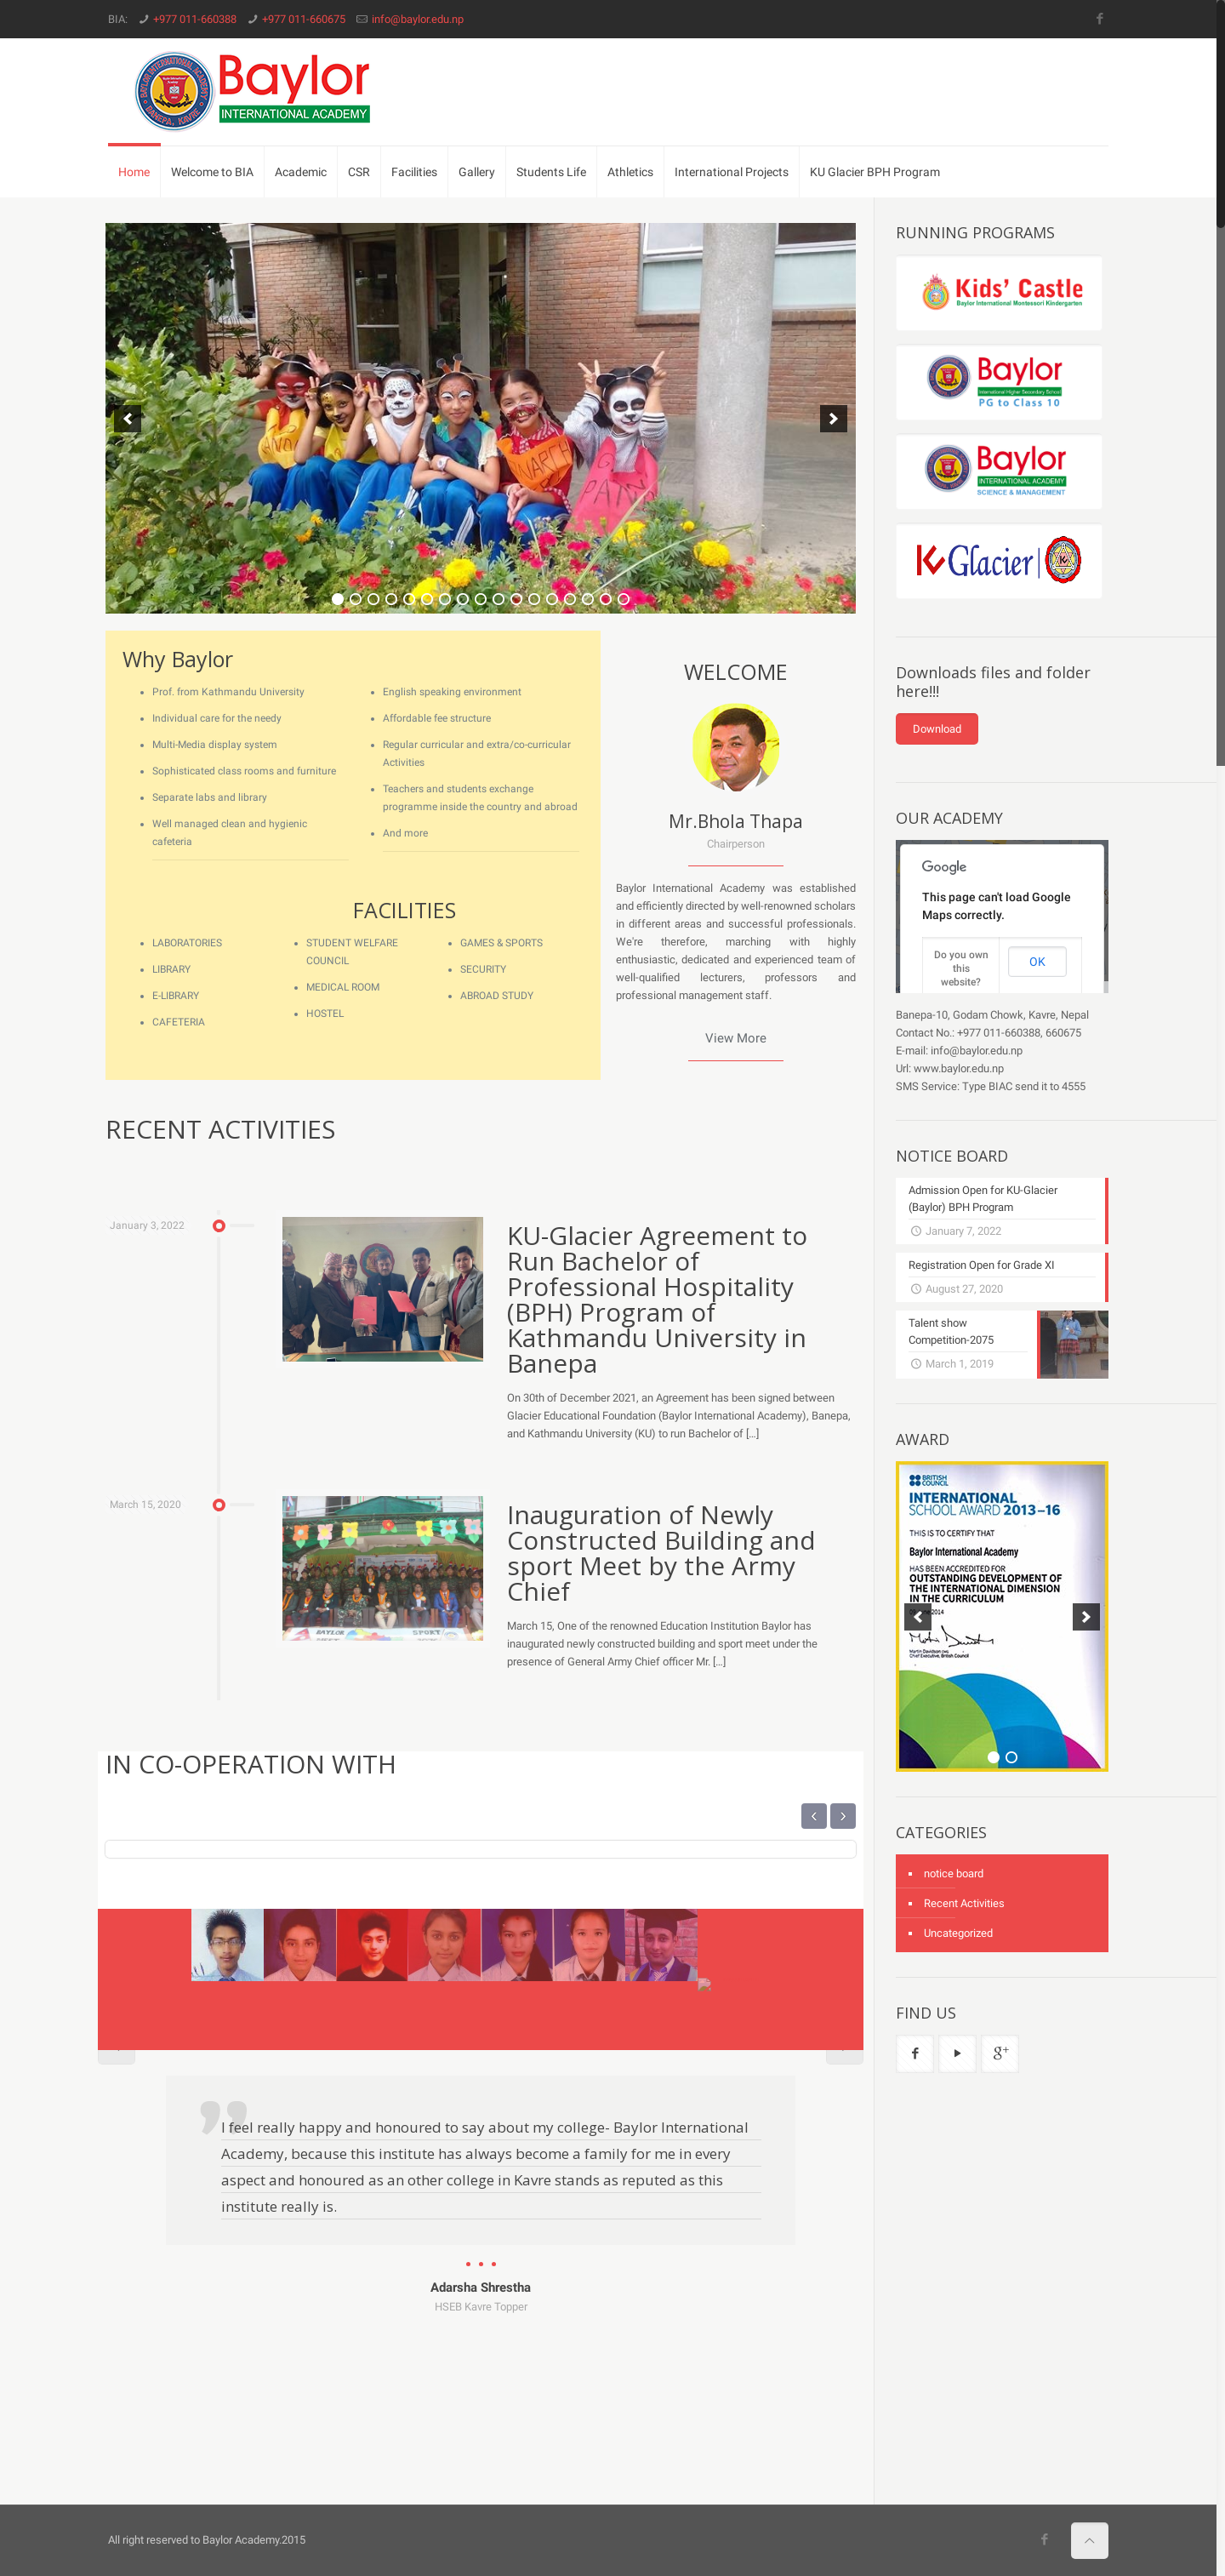 BIA: +977 011-660388 +977 011-660675 info@baylor.edu.np
Baylor
INTERNATIONAL ACADEMY
Home Welcome to BIA Academic CSR Facilities Gallery Students Life Athletics International Projects KU Glacier BPH Program
Why Baylor
Prof. from Kathmandu University
Individual care for the needy
Multi-Media display system
Sophisticated class rooms and furniture
Separate labs and library
Well managed clean and hygienic
cafeteria
English speaking environment
Affordable fee structure
Regular curricular and extra/co-curricular
Activities
Teachers and students exchange
programme inside the country and abroad
And more
FACILITIES
LABORATORIES
LIBRARY
E-LIBRARY
CAFETERIA
STUDENT WELFARE
COUNCIL
MEDICAL ROOM
HOSTEL
GAMES & SPORTS
SECURITY
ABROAD STUDY
WELCOME
Mr.Bhola Thapa
Chairperson
Baylor International Academy was established
and efficiently directed by well-renowned scholars
in different areas and successful professionals.
We're therefore, marching with highly
enthusiastic, dedicated and experienced team of
well-qualified lecturers, professors and
professional management staff.
View More
RECENT ACTIVITIES
January 3, 2022
KU-Glacier Agreement to
Run Bachelor of
Professional Hospitality
(BPH) Program of
Kathmandu University in
Banepa
On 30th of December 2021, an Agreement has been signed between
Glacier Educational Foundation (Baylor International Academy), Banepa,
and Kathmandu University (KU) to run Bachelor of [...]
March 15, 2020
Inauguration of Newly
Constructed Building and
sport Meet by the Army
Chief
March 15, One of the renowned Education Institution Baylor has
inaugurated newly constructed building and sport meet under the
presence of General Army Chief officer Mr. [...]
IN CO-OPERATION WITH
I feel really happy and honoured to say about my college- Baylor International
Academy, because this institute has always become a family for me in every
aspect and honoured as an other college in Kavre stands as reputed as this
institute really is.
Adarsha Shrestha
HSEB Kavre Topper
RUNNING PROGRAMS
Kids' Castle
Baylor International Montessori Kindergarten
Baylor
International Higher Secondary School
PG to Class 10
Baylor
INTERNATIONAL ACADEMY
SCIENCE & MANAGEMENT
Glacier
Downloads files and folder
here!!!
Download
OUR ACADEMY
Google
This page can't load Google
Maps correctly.
Do you own
this
website?
OK
Banepa-10, Godam Chowk, Kavre, Nepal
Contact No.: +977 011-660388, 660675
E-mail: info@baylor.edu.np
Url: www.baylor.edu.np
SMS Service: Type BIAC send it to 4555
NOTICE BOARD
Admission Open for KU-Glacier
(Baylor) BPH Program
January 7, 2022
Registration Open for Grade XI
August 27, 2020
Talent show
Competition-2075
March 1, 2019
AWARD
BRITISH
COUNCIL
INTERNATIONAL
SCHOOL AWARD 2013–16
THIS IS TO CERTIFY THAT
Baylor International Academy
HAS BEEN ACCREDITED FOR
OUTSTANDING DEVELOPMENT OF
THE INTERNATIONAL DIMENSION
IN THE CURRICULUM
2014
Chief Executive, British Council
CATEGORIES
notice board
Recent Activities
Uncategorized
FIND US
All right reserved to Baylor Academy.2015